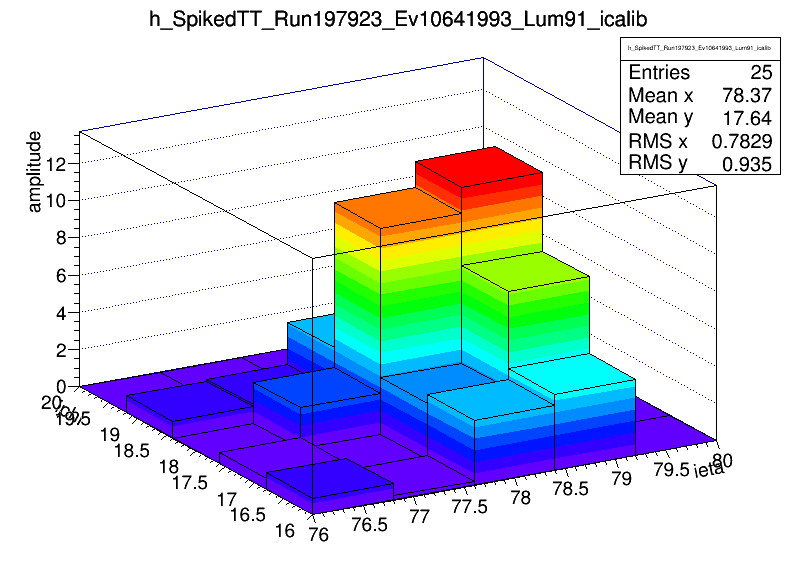 h_SpikedTT_Run197923_Ev10641993_Lum91_icalib
h_SpikedTT_Run197923_Ev10641993_Lum91_icalib
Entries 25
Mean x 78.37
Mean y 17.64
RMS x 0.7829
RMS y 0.935
amplitude
12
10
8
6
4
2
0
20
19.5
19
18.5
18
17.5
17
16.5
16
76
76.5
77
77.5
78
78.5
79
79.5
80
ieta